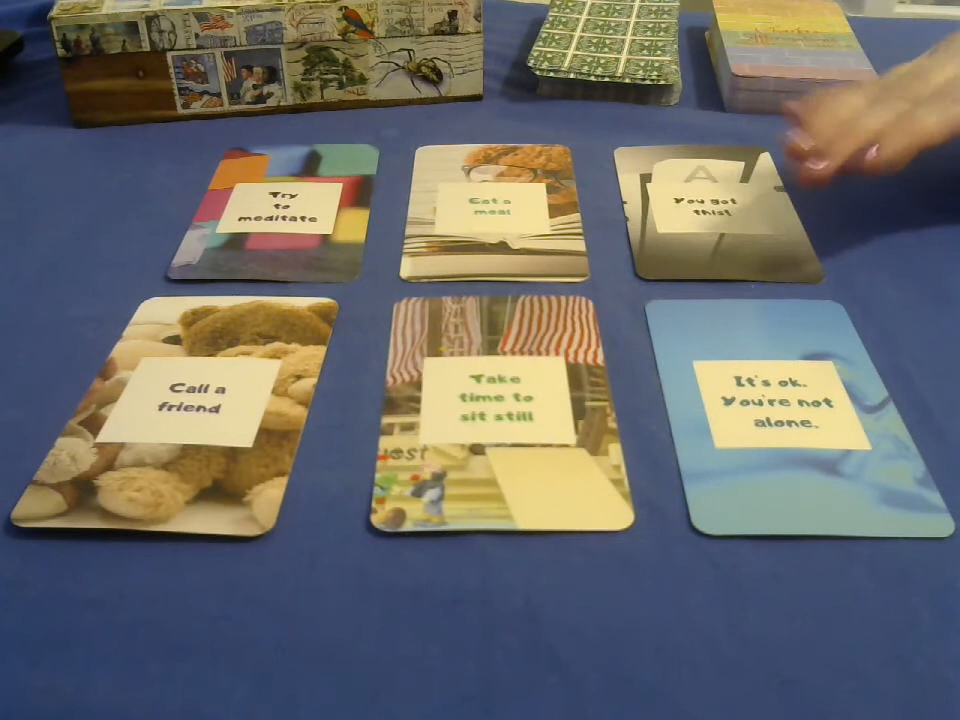 Try
to
meditate
Eat a
meal
A
You got
this!
Call a
friend
Take
time to
sit still
uest
It's ok.
You're not
alone.